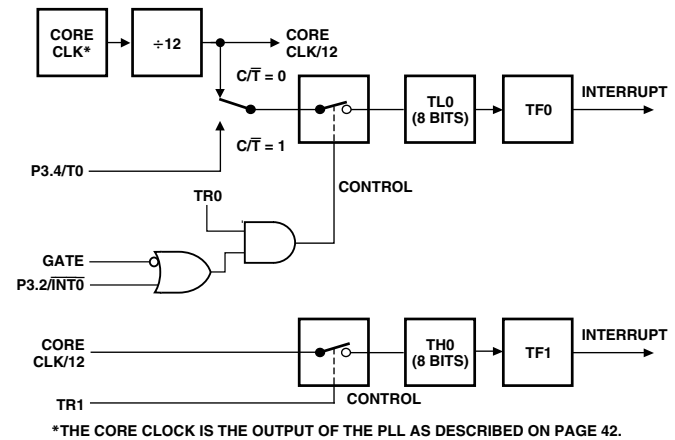 CORE
CLK*
÷12
CORE
CLK/12
C/T̅ = 0
C/T̅ = 1
TL0
(8 BITS)
TF0
INTERRUPT
P3.4/T0
CONTROL
TR0
GATE
P3.2/I̅N̅T̅0̅
CORE
CLK/12
TH0
(8 BITS)
TF1
INTERRUPT
TR1
CONTROL
*THE CORE CLOCK IS THE OUTPUT OF THE PLL AS DESCRIBED ON PAGE 42.